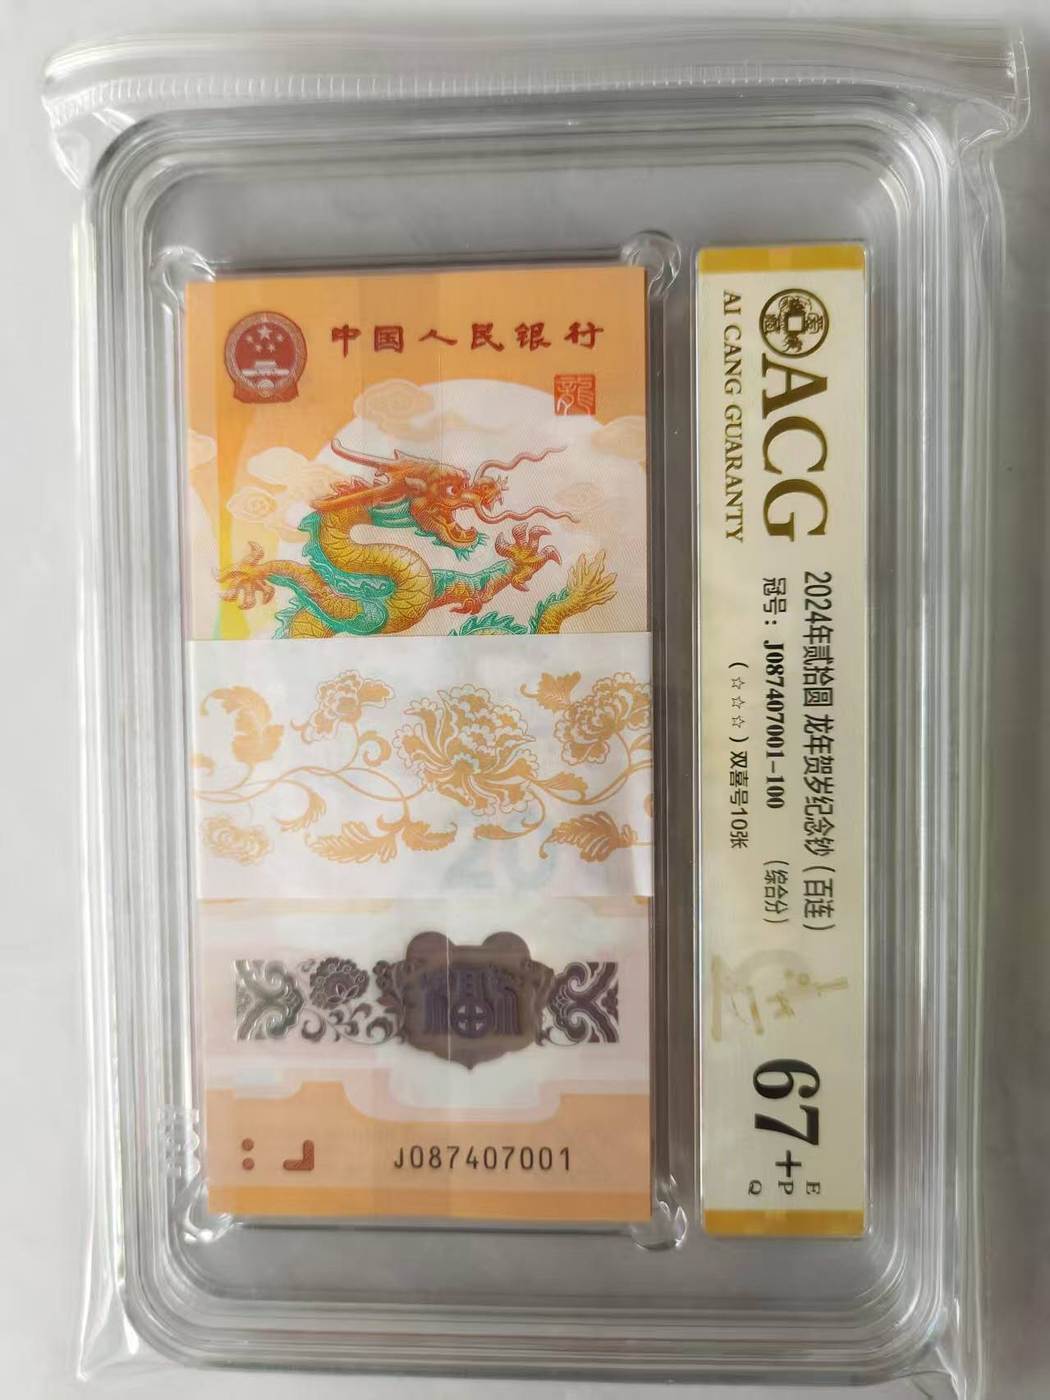 中国人民银行
龍
J087407001
ACG
AI CANG GUARANTY
2024年贰拾圆 龙年贺岁纪念钞（百连）
冠号：J087407001-100 （综合分）
（☆☆☆）双喜号10张
67+
E
P
Q